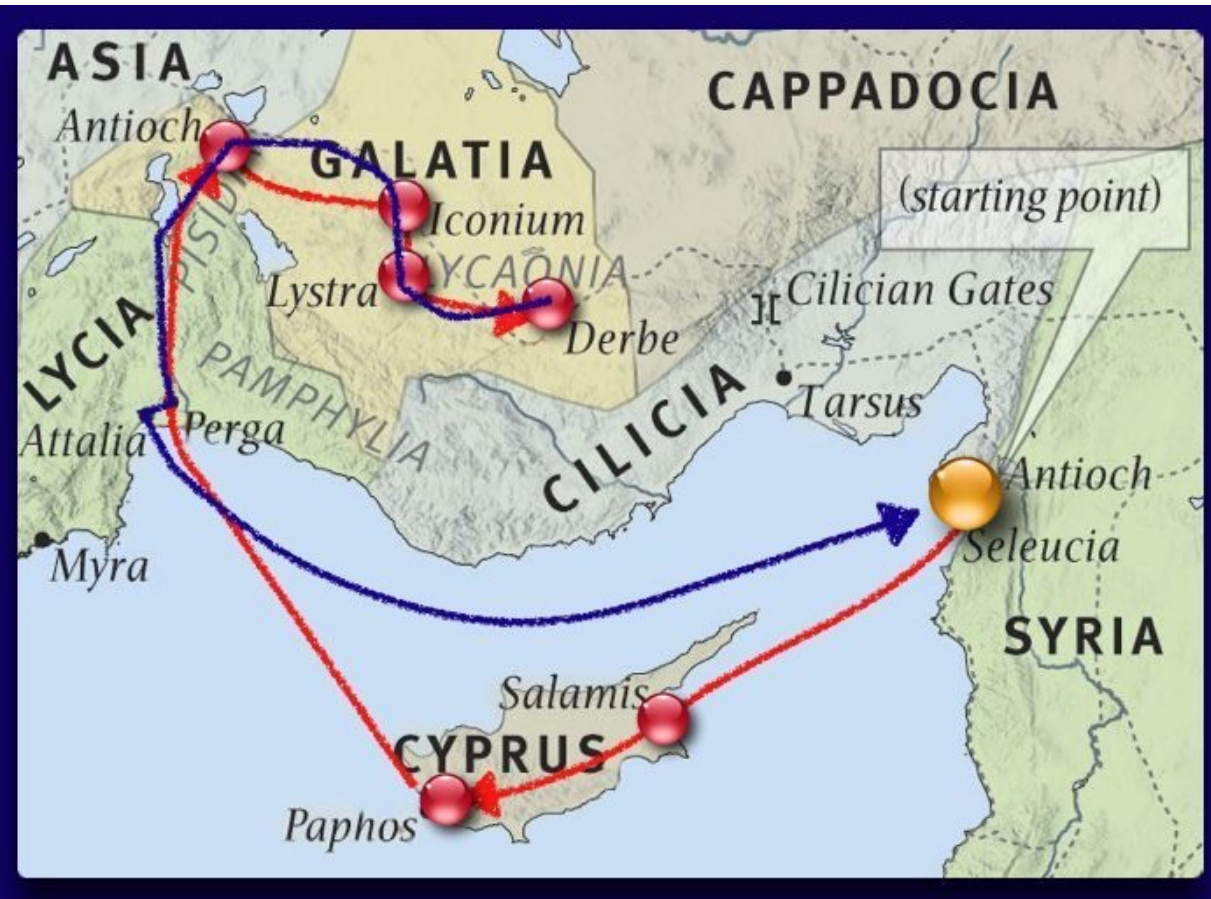 ASIA
CAPPADOCIA
Antioch
GALATIA
(starting point)
PISIDIA
Iconium
LYCAONIA
Lystra
Cilician Gates
Derbe
LYCIA
PAMPHYLIA
CILICIA
Tarsus
Attalia
Perga
Antioch
Myra
Seleucia
SYRIA
Salamis
CYPRUS
Paphos